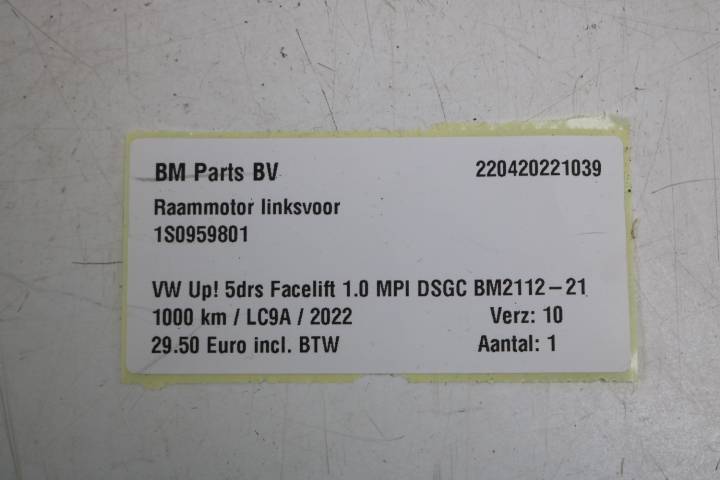 BM Parts BV 220420221039
Raammotor linksvoor
1S0959801
VW Up! 5drs Facelift 1.0 MPI DSGC BM2112-21
1000 km / LC9A / 2022 Verz: 10
29.50 Euro incl. BTW Aantal: 1